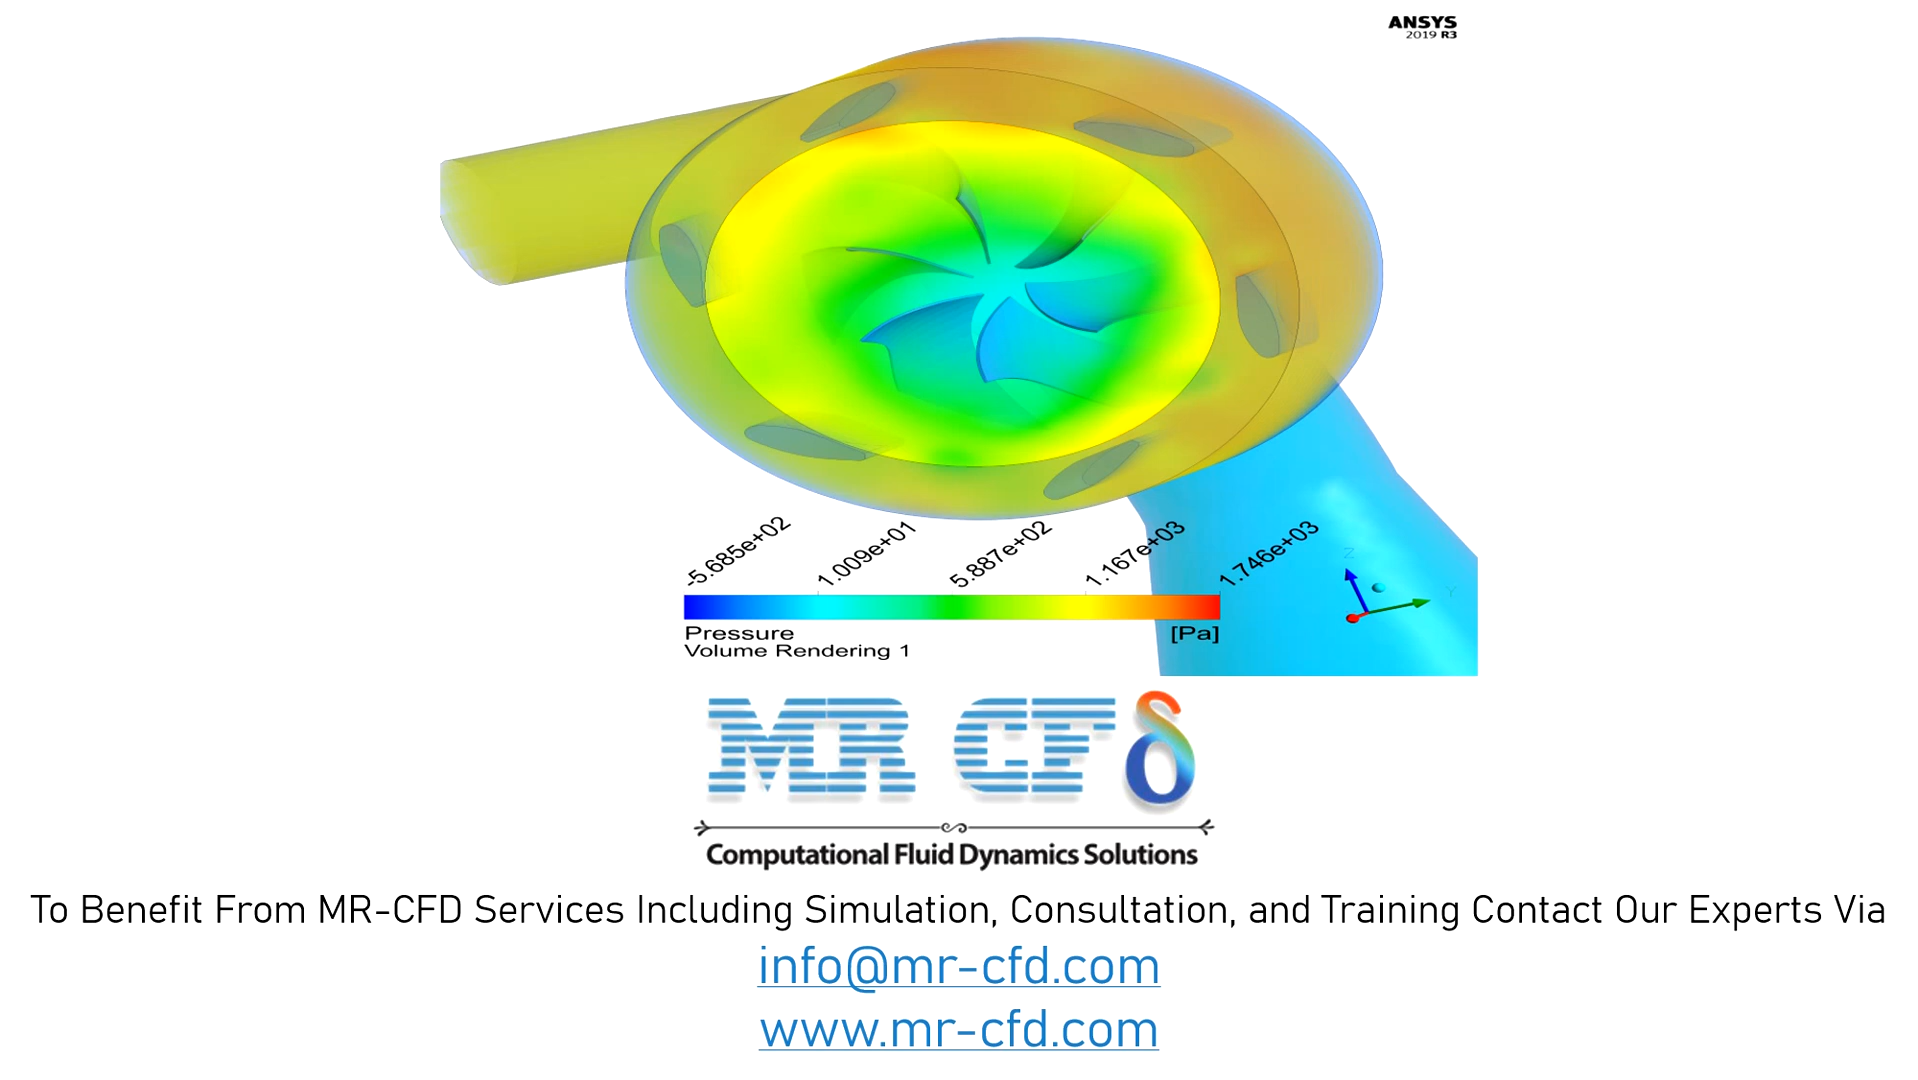 ANSYS
2019 R3
-5.685e+02
1.009e+01
5.887e+02
1.167e+03
1.746e+03
Z
Y
Pressure
[Pa]
Volume Rendering 1
MR CFδ
Computational Fluid Dynamics Solutions
To Benefit From MR-CFD Services Including Simulation, Consultation, and Training Contact Our Experts Via
info@mr-cfd.com
www.mr-cfd.com